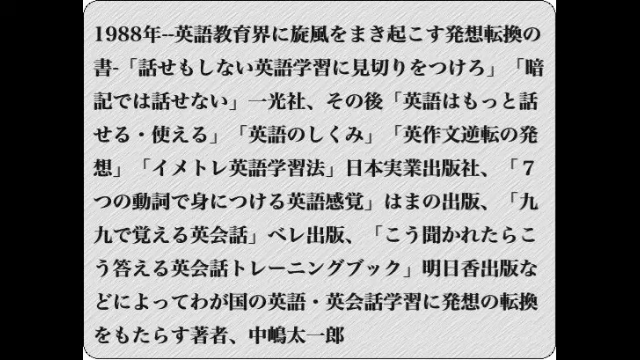 1988年--英語教育界に旋風をまき起こす発想転換の
書-「話せもしない英語学習に見切りをつけろ」「暗
記では話せない」一光社、その後「英語はもっと話
せる・使える」「英語のしくみ」「英作文逆転の発
想」「イメトレ英語学習法」日本実業出版社、「７
つの動詞で身につける英語感覚」はまの出版、「九
九で覚える英会話」ベレ出版、「こう聞かれたらこ
う答える英会話トレーニングブック」明日香出版な
どによってわが国の英語・英会話学習に発想の転換
をもたらす著者、中嶋太一郎